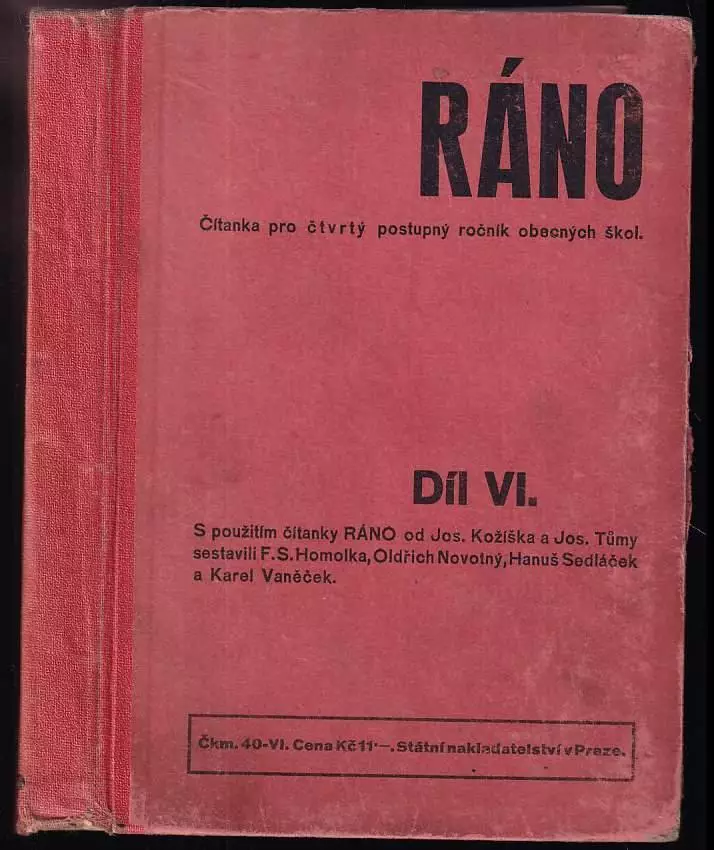 RÁNO
Čítanka pro čtvrtý postupný ročník obecných škol.
Díl VI.
S použitím čítanky RÁNO od Jos. Kožíška a Jos. Tůmy
sestavili F.S.Homolka, Oldřich Novotný, Hanuš Sedláček
a Karel Vaněček.
Čkm. 40-VI. Cena Kč 11·—. Státní nakladatelství v Praze.